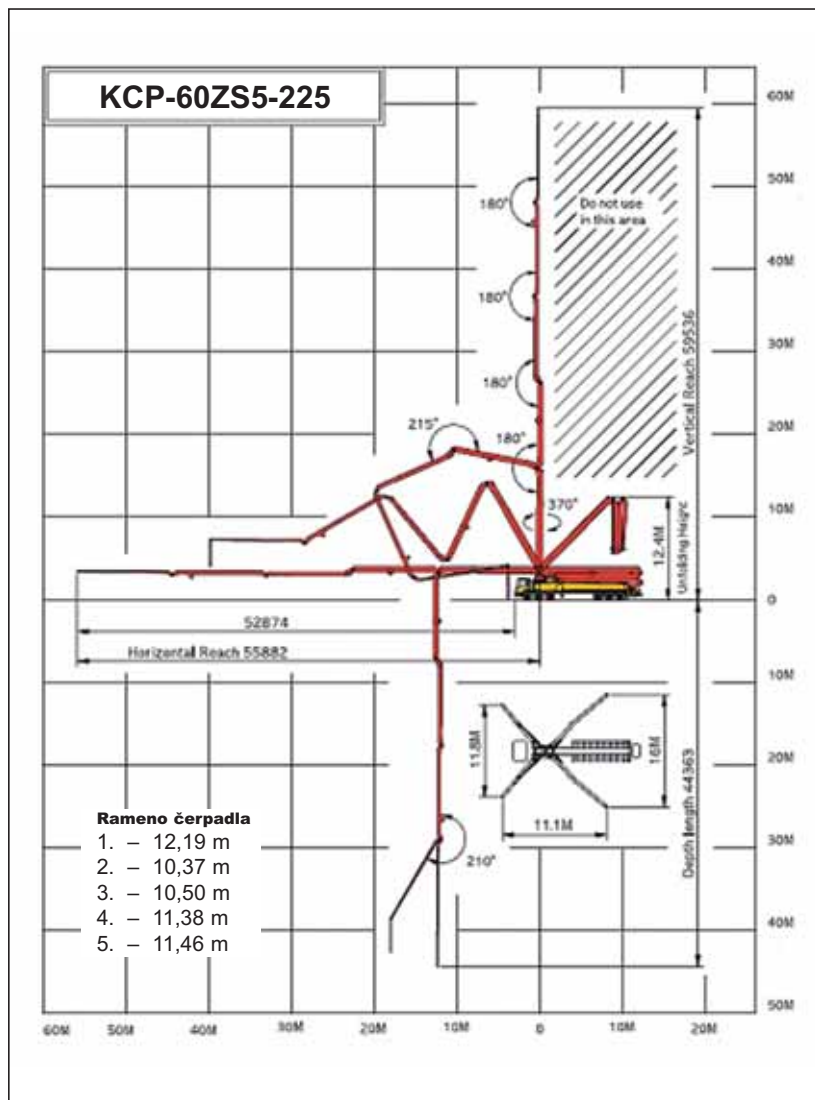 KCP-60ZS5-225
60M
50M
40M
30M
20M
10M
0
10M
20M
30M
40M
50M
180°
180°
180°
215°
180°
370°
Do not use
in this area
Vertical Reach 59536
12.4M
Unfolding Height
52874
Horizontal Reach 55882
11.8M
16M
11.1M
Depth length 44363
210°
Rameno čerpadla
1. – 12,19 m
2. – 10,37 m
3. – 10,50 m
4. – 11,38 m
5. – 11,46 m
60M 50M 40M 30M 20M 10M 0 10M 20M